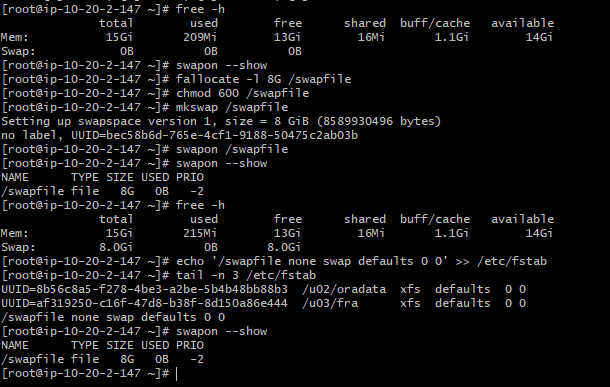 [root@ip-10-20-2-147 ~]# free -h
              total        used        free      shared  buff/cache   available
Mem:           15Gi       209Mi        13Gi        16Mi       1.1Gi        14Gi
Swap:            0B          0B          0B
[root@ip-10-20-2-147 ~]# swapon --show
[root@ip-10-20-2-147 ~]# fallocate -l 8G /swapfile
[root@ip-10-20-2-147 ~]# chmod 600 /swapfile
[root@ip-10-20-2-147 ~]# mkswap /swapfile
Setting up swapspace version 1, size = 8 GiB (8589930496 bytes)
no label, UUID=bec58b6d-765e-4cf1-9188-50475c2ab03b
[root@ip-10-20-2-147 ~]# swapon /swapfile
[root@ip-10-20-2-147 ~]# swapon --show
NAME      TYPE SIZE USED PRIO
/swapfile file   8G   0B   -2
[root@ip-10-20-2-147 ~]# free -h
              total        used        free      shared  buff/cache   available
Mem:           15Gi       215Mi        13Gi        16Mi       1.1Gi        14Gi
Swap:         8.0Gi          0B       8.0Gi
[root@ip-10-20-2-147 ~]# echo '/swapfile none swap defaults 0 0' >> /etc/fstab
[root@ip-10-20-2-147 ~]# tail -n 3 /etc/fstab
UUID=8b56c8a5-f278-4be3-a2be-5b4b48bb88b3  /u02/oradata  xfs  defaults  0 0
UUID=af319250-c16f-47d8-b38f-8d150a86e444  /u03/fra      xfs  defaults  0 0
/swapfile none swap defaults 0 0
[root@ip-10-20-2-147 ~]# swapon --show
NAME      TYPE SIZE USED PRIO
/swapfile file   8G   0B   -2
[root@ip-10-20-2-147 ~]#